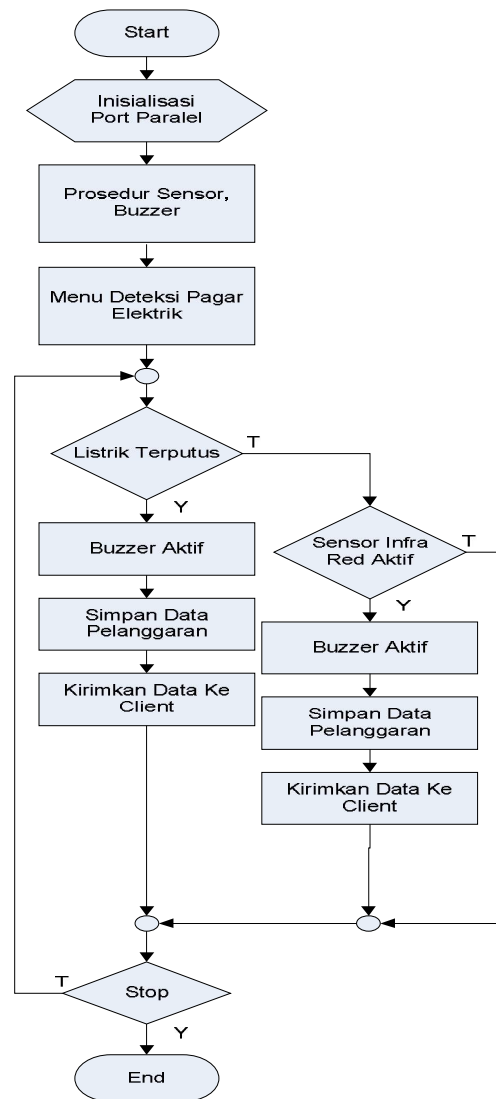 Start
Inisialisasi
Port Paralel
Prosedur Sensor,
Buzzer
Menu Deteksi Pagar
Elektrik
Listrik Terputus
T
Y
Sensor Infra
Red Aktif
T
Y
Buzzer Aktif
Simpan Data
Pelanggaran
Kirimkan Data Ke
Client
Buzzer Aktif
Simpan Data
Pelanggaran
Kirimkan Data Ke
Client
Stop
T
Y
End